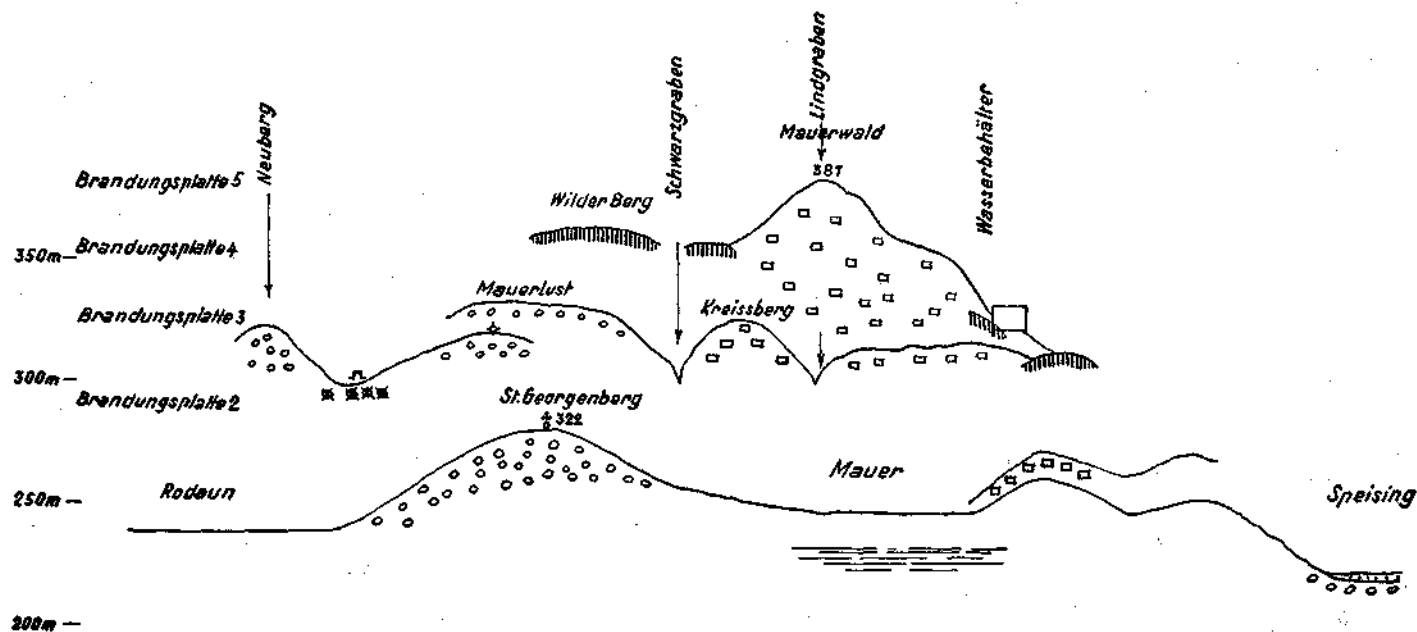 Neuberg
Schwarzgraben
Lindgraben
Wasserbehälter
Mauerwald
387
Brandungsplatte 5
Wilder Berg
350m — Brandungsplatte 4
Mauerlust
Kreissberg
Brandungsplatte 3
300m —
Brandungsplatte 2
St. Georgenberg
322
Mauer
Rodaun
250m —
Speising
200m —